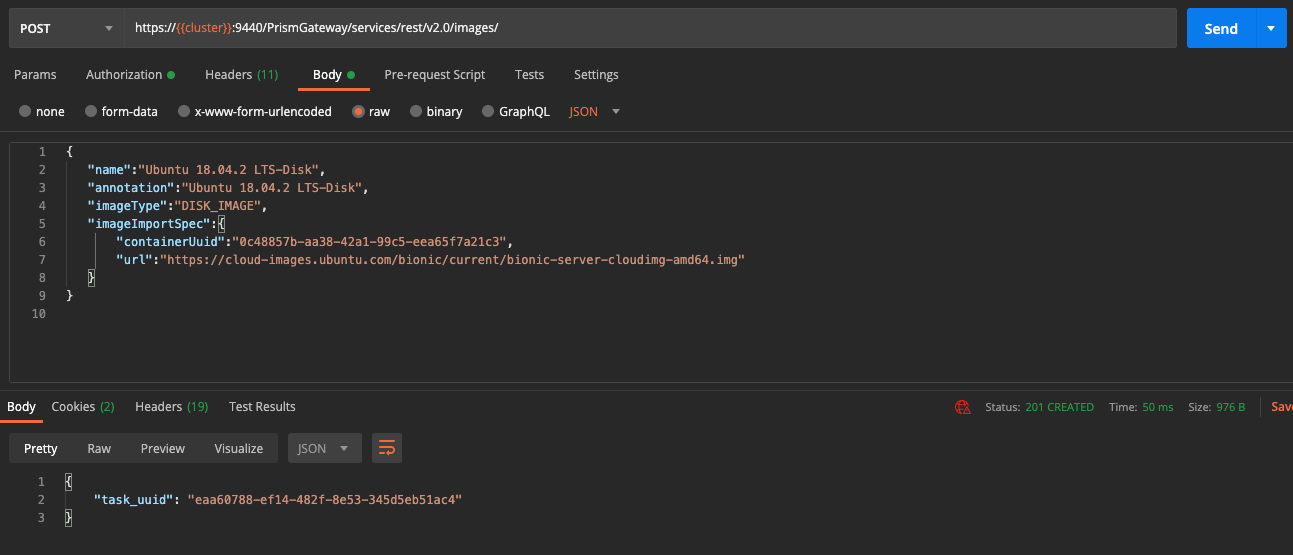 POST https://{{cluster}}:9440/PrismGateway/services/rest/v2.0/images/ Send
Params Authorization Headers (11) Body Pre-request Script Tests Settings
none form-data x-www-form-urlencoded raw binary GraphQL JSON
1 {
2 "name":"Ubuntu 18.04.2 LTS-Disk",
3 "annotation":"Ubuntu 18.04.2 LTS-Disk",
4 "imageType":"DISK_IMAGE",
5 "imageImportSpec":{
6 "containerUuid":"0c48857b-aa38-42a1-99c5-eea65f7a21c3",
7 "url":"https://cloud-images.ubuntu.com/bionic/current/bionic-server-cloudimg-amd64.img"
8 }
9 }
10
Body Cookies (2) Headers (19) Test Results Status: 201 CREATED Time: 50 ms Size: 976 B Save
Pretty Raw Preview Visualize JSON
1 {
2 "task_uuid": "eaa60788-ef14-482f-8e53-345d5eb51ac4"
3 }